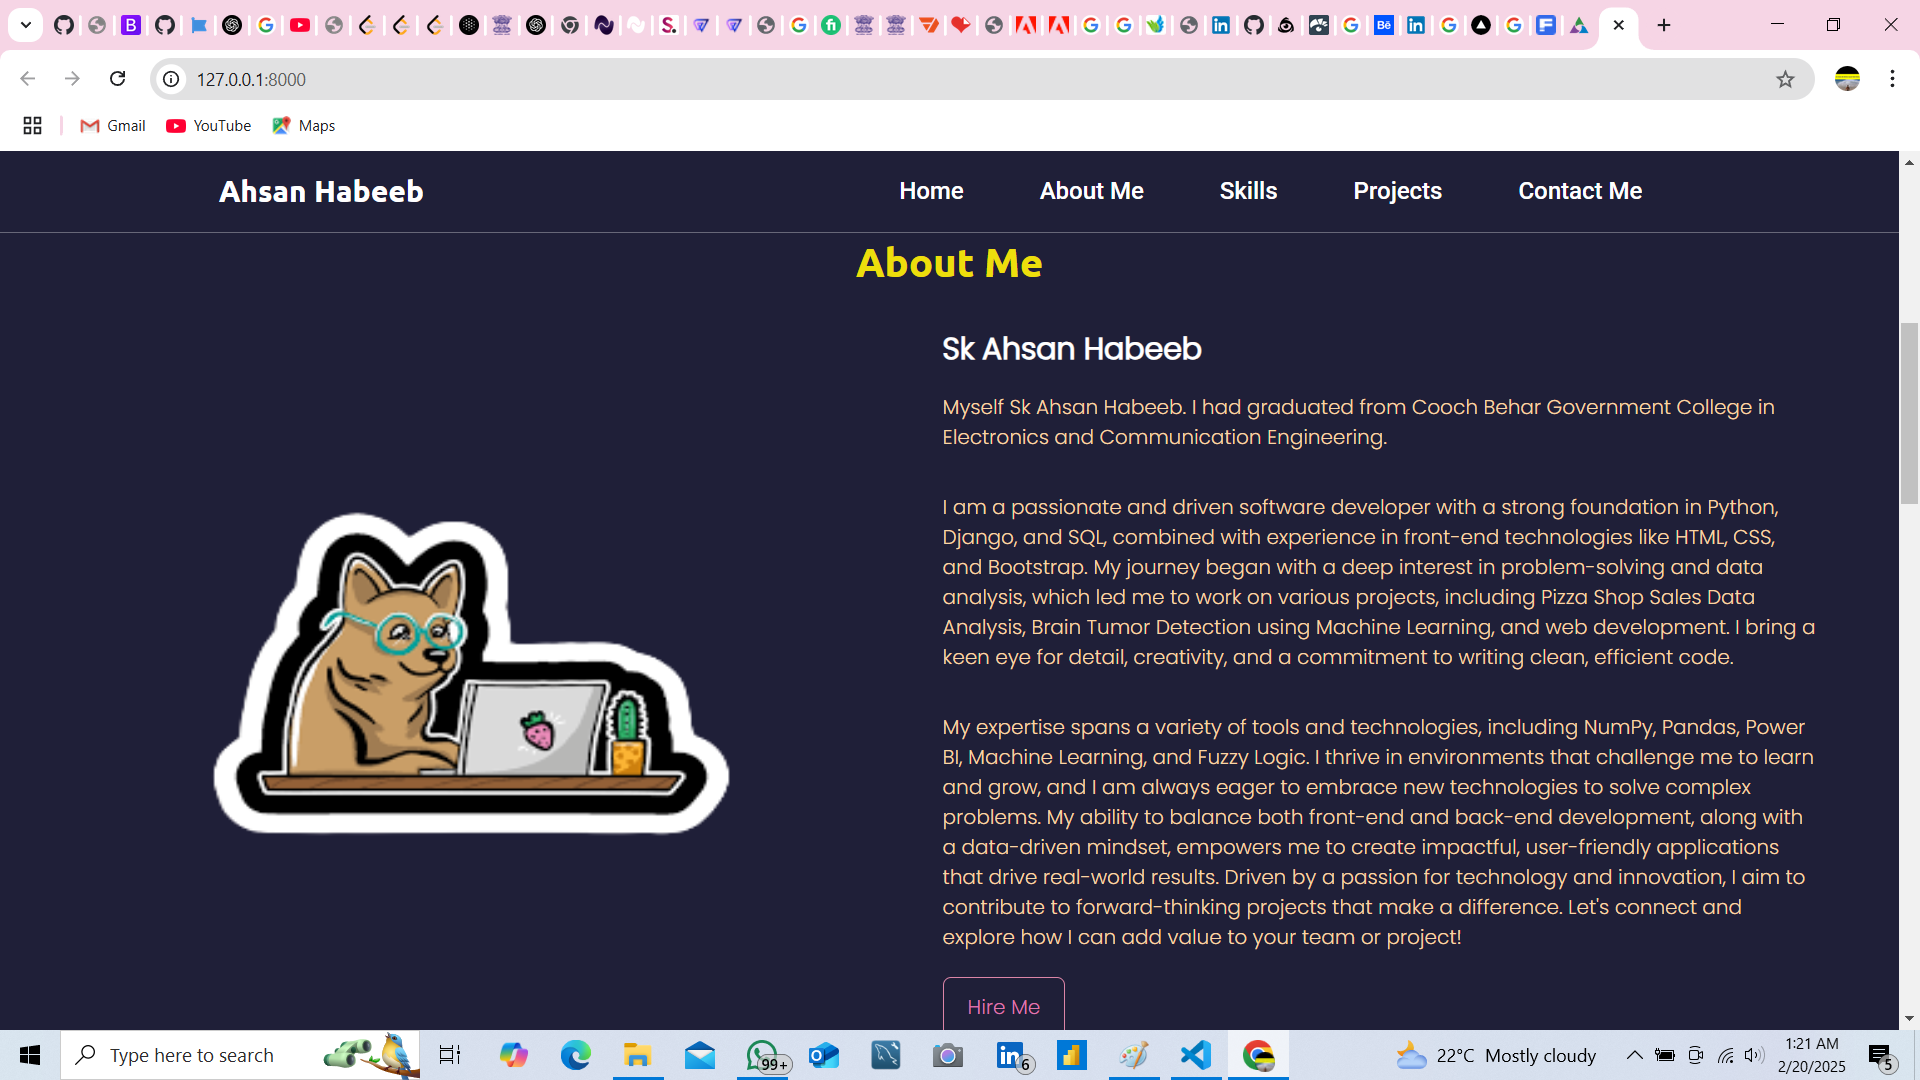 127.0.0.1:8000
Gmail YouTube Maps
Ahsan Habeeb Home About Me Skills Projects Contact Me
About Me
Sk Ahsan Habeeb
Myself Sk Ahsan Habeeb. I had graduated from Cooch Behar Government College in
Electronics and Communication Engineering.
I am a passionate and driven software developer with a strong foundation in Python,
Django, and SQL, combined with experience in front-end technologies like HTML, CSS,
and Bootstrap. My journey began with a deep interest in problem-solving and data
analysis, which led me to work on various projects, including Pizza Shop Sales Data
Analysis, Brain Tumor Detection using Machine Learning, and web development. I bring a
keen eye for detail, creativity, and a commitment to writing clean, efficient code.
My expertise spans a variety of tools and technologies, including NumPy, Pandas, Power
BI, Machine Learning, and Fuzzy Logic. I thrive in environments that challenge me to learn
and grow, and I am always eager to embrace new technologies to solve complex
problems. My ability to balance both front-end and back-end development, along with
a data-driven mindset, empowers me to create impactful, user-friendly applications
that drive real-world results. Driven by a passion for technology and innovation, I aim to
contribute to forward-thinking projects that make a difference. Let's connect and
explore how I can add value to your team or project!
Hire Me
Type here to search 99+ 6 22°C Mostly cloudy 1:21 AM
2/20/2025 5